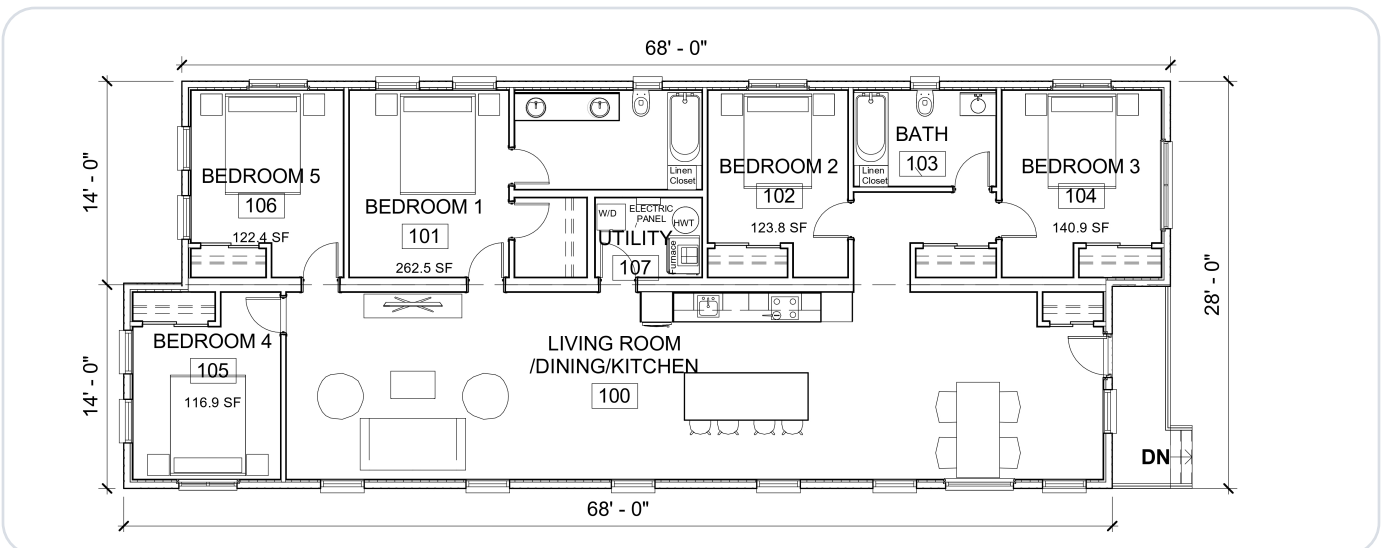 68' - 0"
14' - 0"
BEDROOM 5
106
122.4 SF
BEDROOM 1
101
262.5 SF
Linen
Closet
W/D
ELECTRIC
PANEL
HWT
UTILITY
107
Furnace
BEDROOM 2
102
123.8 SF
BATH
103
Linen
Closet
BEDROOM 3
104
140.9 SF
28' - 0"
14' - 0"
BEDROOM 4
105
116.9 SF
LIVING ROOM
/DINING/KITCHEN
100
DN
68' - 0"